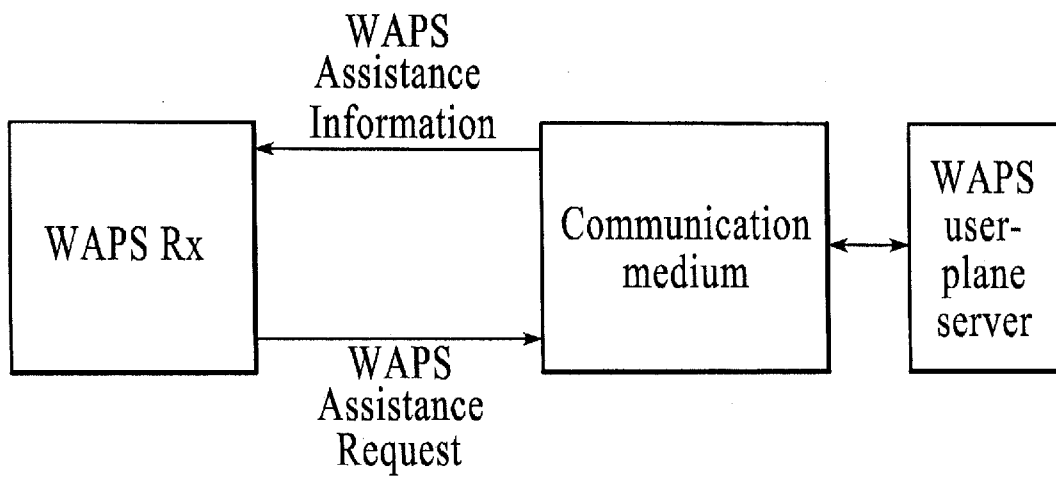 WAPS
Assistance
Information
WAPS Rx
Communication
medium
WAPS
user-
plane
server
WAPS
Assistance
Request